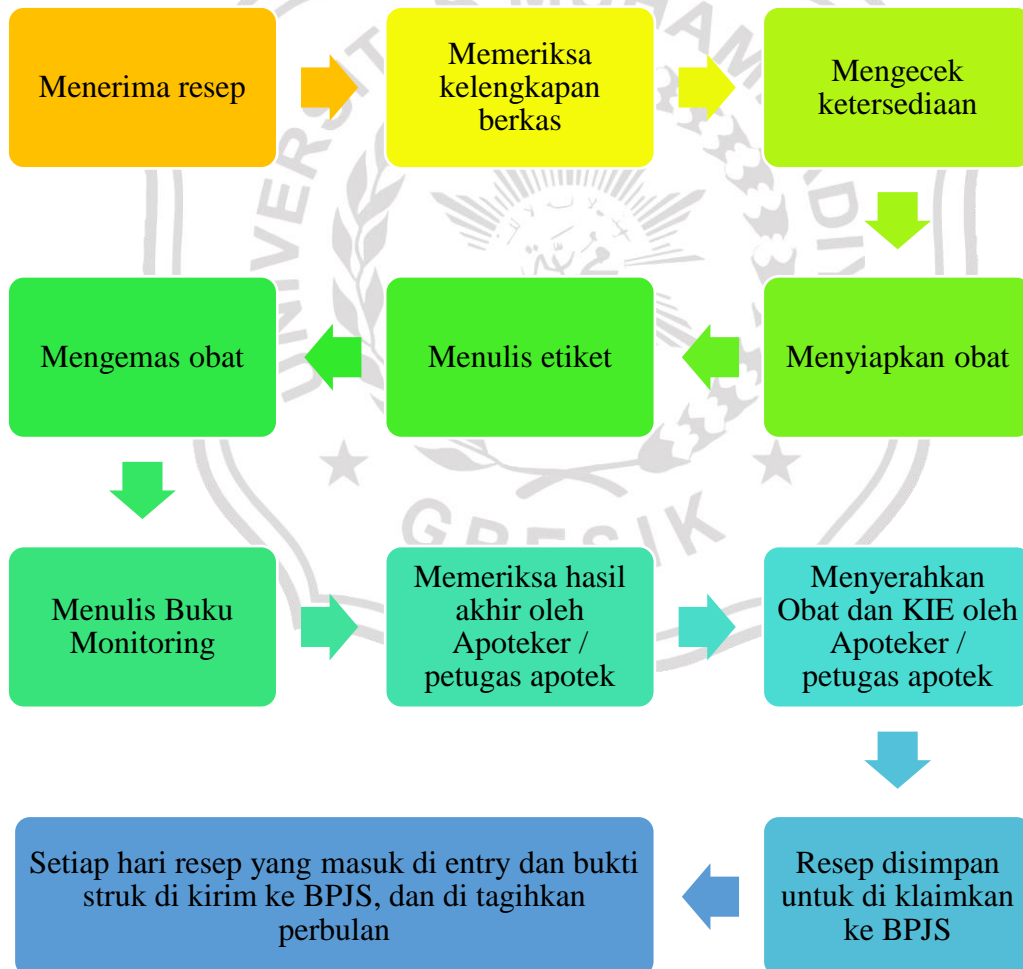 Menerima resep
Memeriksa
kelengkapan
berkas
Mengecek
ketersediaan
Menyiapkan obat
Menulis etiket
Mengemas obat
Menulis Buku
Monitoring
Memeriksa hasil
akhir oleh
Apoteker /
petugas apotek
Menyerahkan
Obat dan KIE oleh
Apoteker /
petugas apotek
Resep disimpan
untuk di klaimkan
ke BPJS
Setiap hari resep yang masuk di entry dan bukti
struk di kirim ke BPJS, dan di tagihkan
perbulan
GRESIK